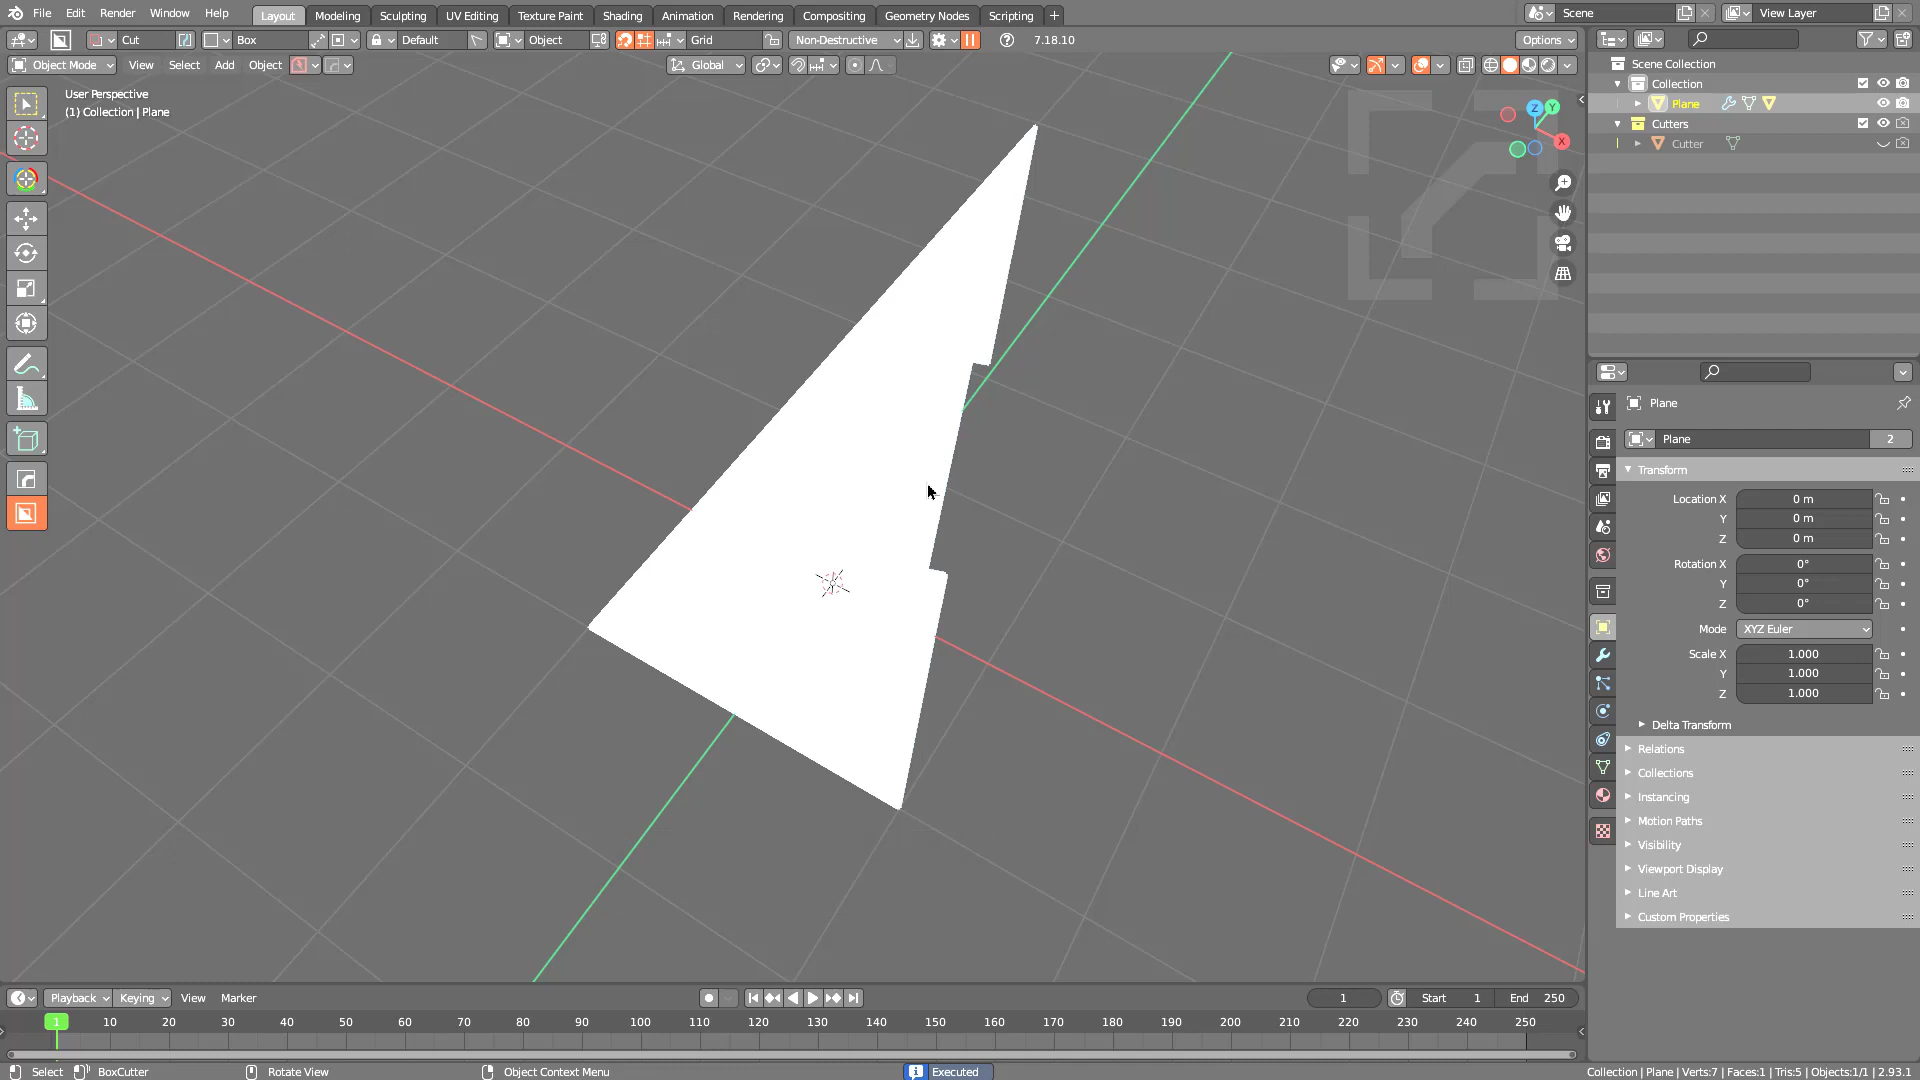 File Edit Render Window Help Layout Modeling Sculpting UV Editing Texture Paint Shading Animation Rendering Compositing Geometry Nodes Scripting + Scene View Layer
Cut Box Default Object Grid Non-Destructive 7.18.10 Options
Object Mode View Select Add Object Global
User Perspective
(1) Collection | Plane
Z Y
X
Scene Collection
Collection
Plane
Cutters
Cutter
Plane
Plane 2
Transform
Location X 0 m
Y 0 m
Z 0 m
Rotation X 0°
Y 0°
Z 0°
Mode XYZ Euler
Scale X 1.000
Y 1.000
Z 1.000
Delta Transform
Relations
Collections
Instancing
Motion Paths
Visibility
Viewport Display
Line Art
Custom Properties
Playback Keying View Marker 1 Start 1 End 250
1 10 20 30 40 50 60 70 80 90 100 110 120 130 140 150 160 170 180 190 200 210 220 230 240 250
Select BoxCutter Rotate View Object Context Menu Executed Collection | Plane | Verts:7 | Faces:1 | Tris:5 | Objects:1/1 | 2.93.1